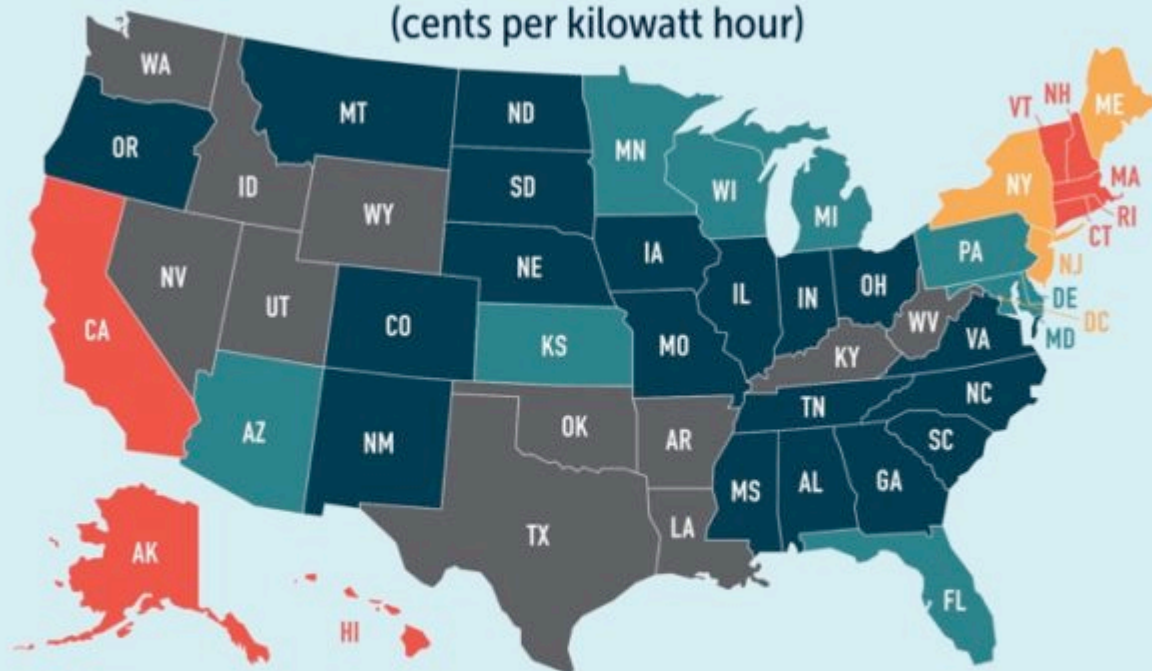 (cents per kilowatt hour)
WA
MT
ND
MN
VT
NH
ME
OR
ID
SD
WI
MI
NY
MA
RI
CT
WY
NE
IA
PA
NJ
NV
UT
CO
IL
IN
OH
DE
DC
MD
CA
KS
MO
KY
WV
VA
AZ
NM
OK
AR
TN
NC
SC
MS
AL
GA
TX
LA
AK
HI
FL